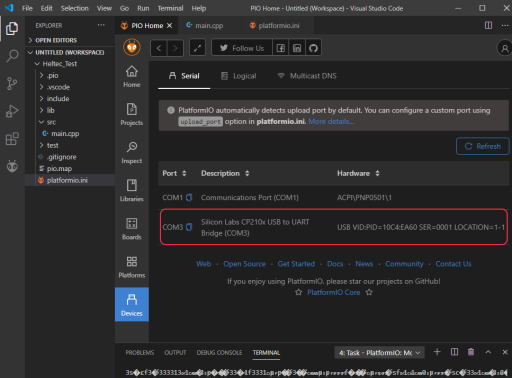 File Edit Selection View Go Run Terminal Help PIO Home - Untitled (Workspace) - Visual Studio Code
EXPLORER
OPEN EDITORS
UNTITLED (WORKSPACE)
Heltec_Test
.pio
.vscode
include
lib
src
main.cpp
test
.gitignore
pio.map
platformio.ini
PIO Home main.cpp platformio.ini
Follow Us
Home
Projects
Inspect
Libraries
Boards
Platforms
Devices
Serial Logical Multicast DNS
PlatformIO automatically detects upload port by default. You can configure a custom port using
upload_port option in platformio.ini. More details...
Refresh
Port Description Hardware
COM1 Communications Port (COM1) ACPI\PNP0501\1
COM3 Silicon Labs CP210x USB to UART Bridge (COM3) USB VID:PID=10C4:EA60 SER=0001 LOCATION=1-1
Web · Open Source · Get Started · Docs · News · Community · Contact Us
If you enjoy using PlatformIO, please star our projects on GitHub!
PlatformIO Core
PROBLEMS OUTPUT DEBUG CONSOLE TERMINAL 4: Task - PlatformIO: Mo